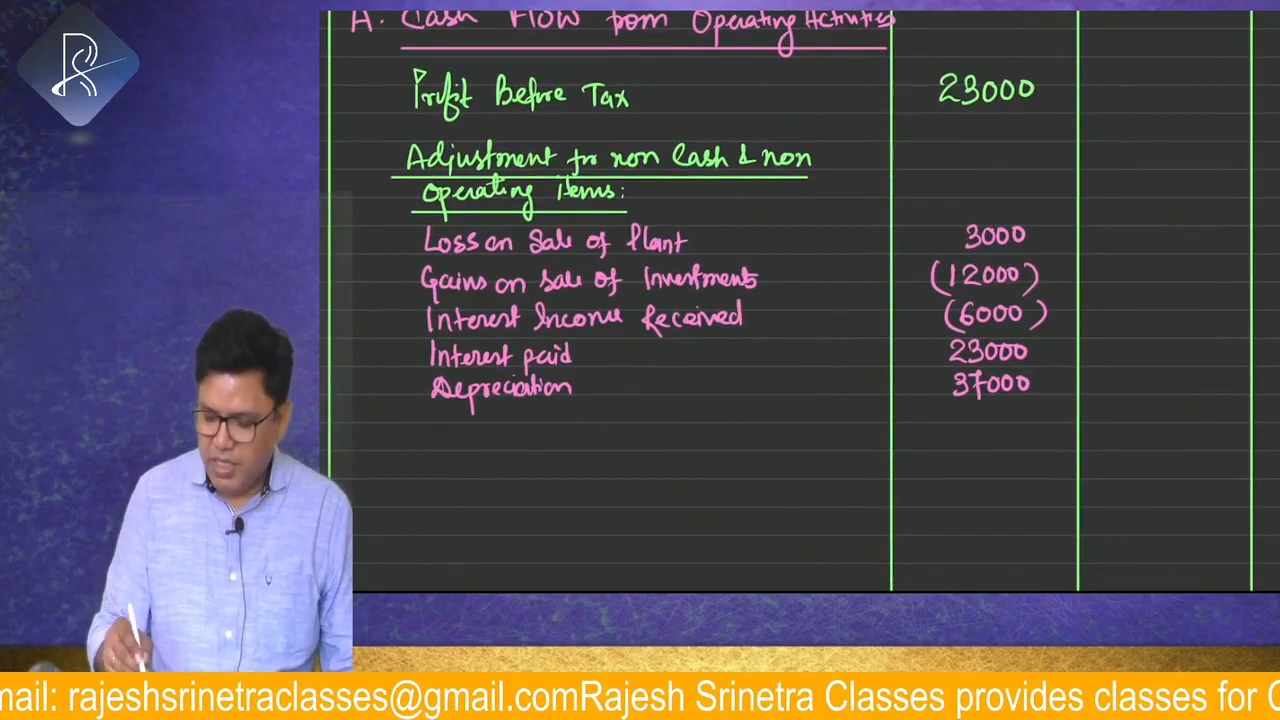 A. Cash Flow from Operating Activities
Profit Before Tax 23000
Adjustment for non Cash & non
Operating items:
Loss on Sale of Plant 3000
Gains on Sale of Investments (12000)
Interest Income Received (6000)
Interest paid 23000
Depreciation 37000
mail: rajeshsrinetraclasses@gmail.comRajesh Srinetra Classes provides classes for C